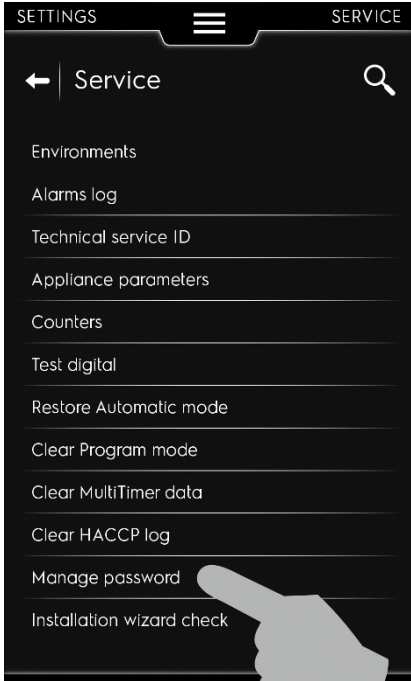 SETTINGS SERVICE
Service
Environments
Alarms log
Technical service ID
Appliance parameters
Counters
Test digital
Restore Automatic mode
Clear Program mode
Clear MultiTimer data
Clear HACCP log
Manage password
Installation wizard check